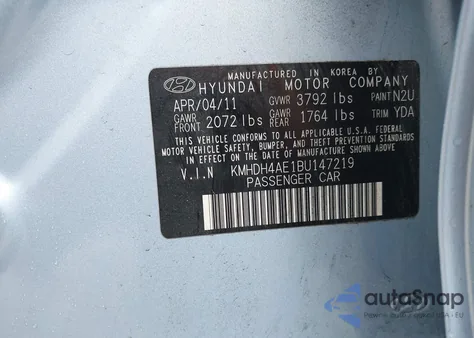 MANUFACTURED IN KOREA BY
HYUNDAI MOTOR COMPANY
APR/04/11 GVWR 3792 lbs PAINT N2U
GAWR FRONT 2072 lbs GAWR REAR 1764 lbs TRIM YDA
THIS VEHICLE CONFORMS TO ALL APPLICABLE U.S.A. FEDERAL
MOTOR VEHICLE SAFETY, BUMPER, AND THEFT PREVENTION STANDARDS
IN EFFECT ON THE DATE OF MANUFACTURE SHOWN ABOVE.
V.I.N KMHDH4AE1BU147219
PASSENGER CAR
autoSnap